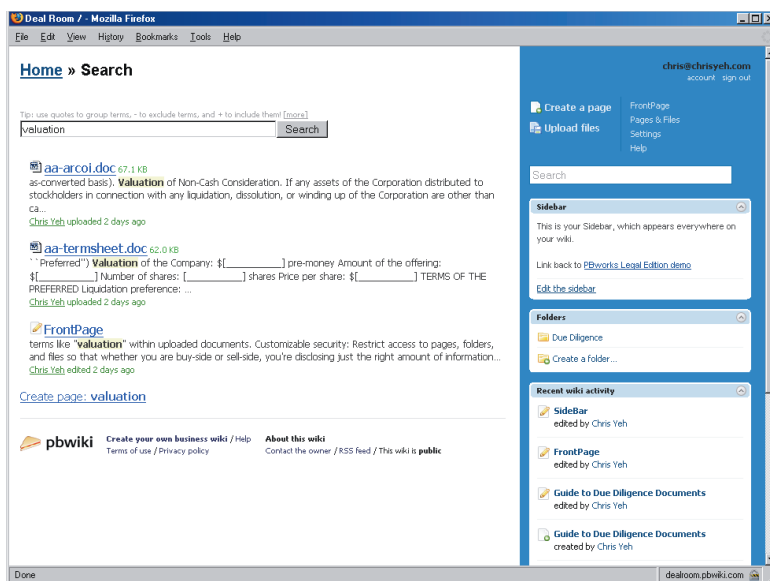 Deal Room / - Mozilla Firefox
File Edit View History Bookmarks Tools Help
Home » Search
Tip: use quotes to group terms, - to exclude terms, and + to include them! [more]
valuation Search
aa-arcoi.doc 67.1 KB
as-converted basis). Valuation of Non-Cash Consideration. If any assets of the Corporation distributed to
stockholders in connection with any liquidation, dissolution, or winding up of the Corporation are other than
ca...
Chris Yeh uploaded 2 days ago
aa-termsheet.doc 62.0 KB
``Preferred'') Valuation of the Company: $[__________] pre-money Amount of the offering:
$[__________] Number of shares: [__________] shares Price per share: $[__________] TERMS OF THE
PREFERRED Liquidation preference: ...
Chris Yeh uploaded 2 days ago
FrontPage
terms like "valuation" within uploaded documents. Customizable security: Restrict access to pages, folders,
and files so that whether you are buy-side or sell-side, you're disclosing just the right amount of information...
Chris Yeh edited 2 days ago
Create page: valuation
pbwiki
Create your own business wiki / Help
Terms of use / Privacy policy
About this wiki
Contact the owner / RSS feed / This wiki is public
chris@chrisyeh.com
account sign out
Create a page
Upload files
FrontPage
Pages & Files
Settings
Help
Search
Sidebar
This is your Sidebar, which appears everywhere on
your wiki.
Link back to PBworks Legal Edition demo
Edit the sidebar
Folders
Due Diligence
Create a folder...
Recent wiki activity
SideBar
edited by Chris Yeh
FrontPage
edited by Chris Yeh
Guide to Due Diligence Documents
edited by Chris Yeh
Guide to Due Diligence Documents
created by Chris Yeh
Done
dealroom.pbwiki.com